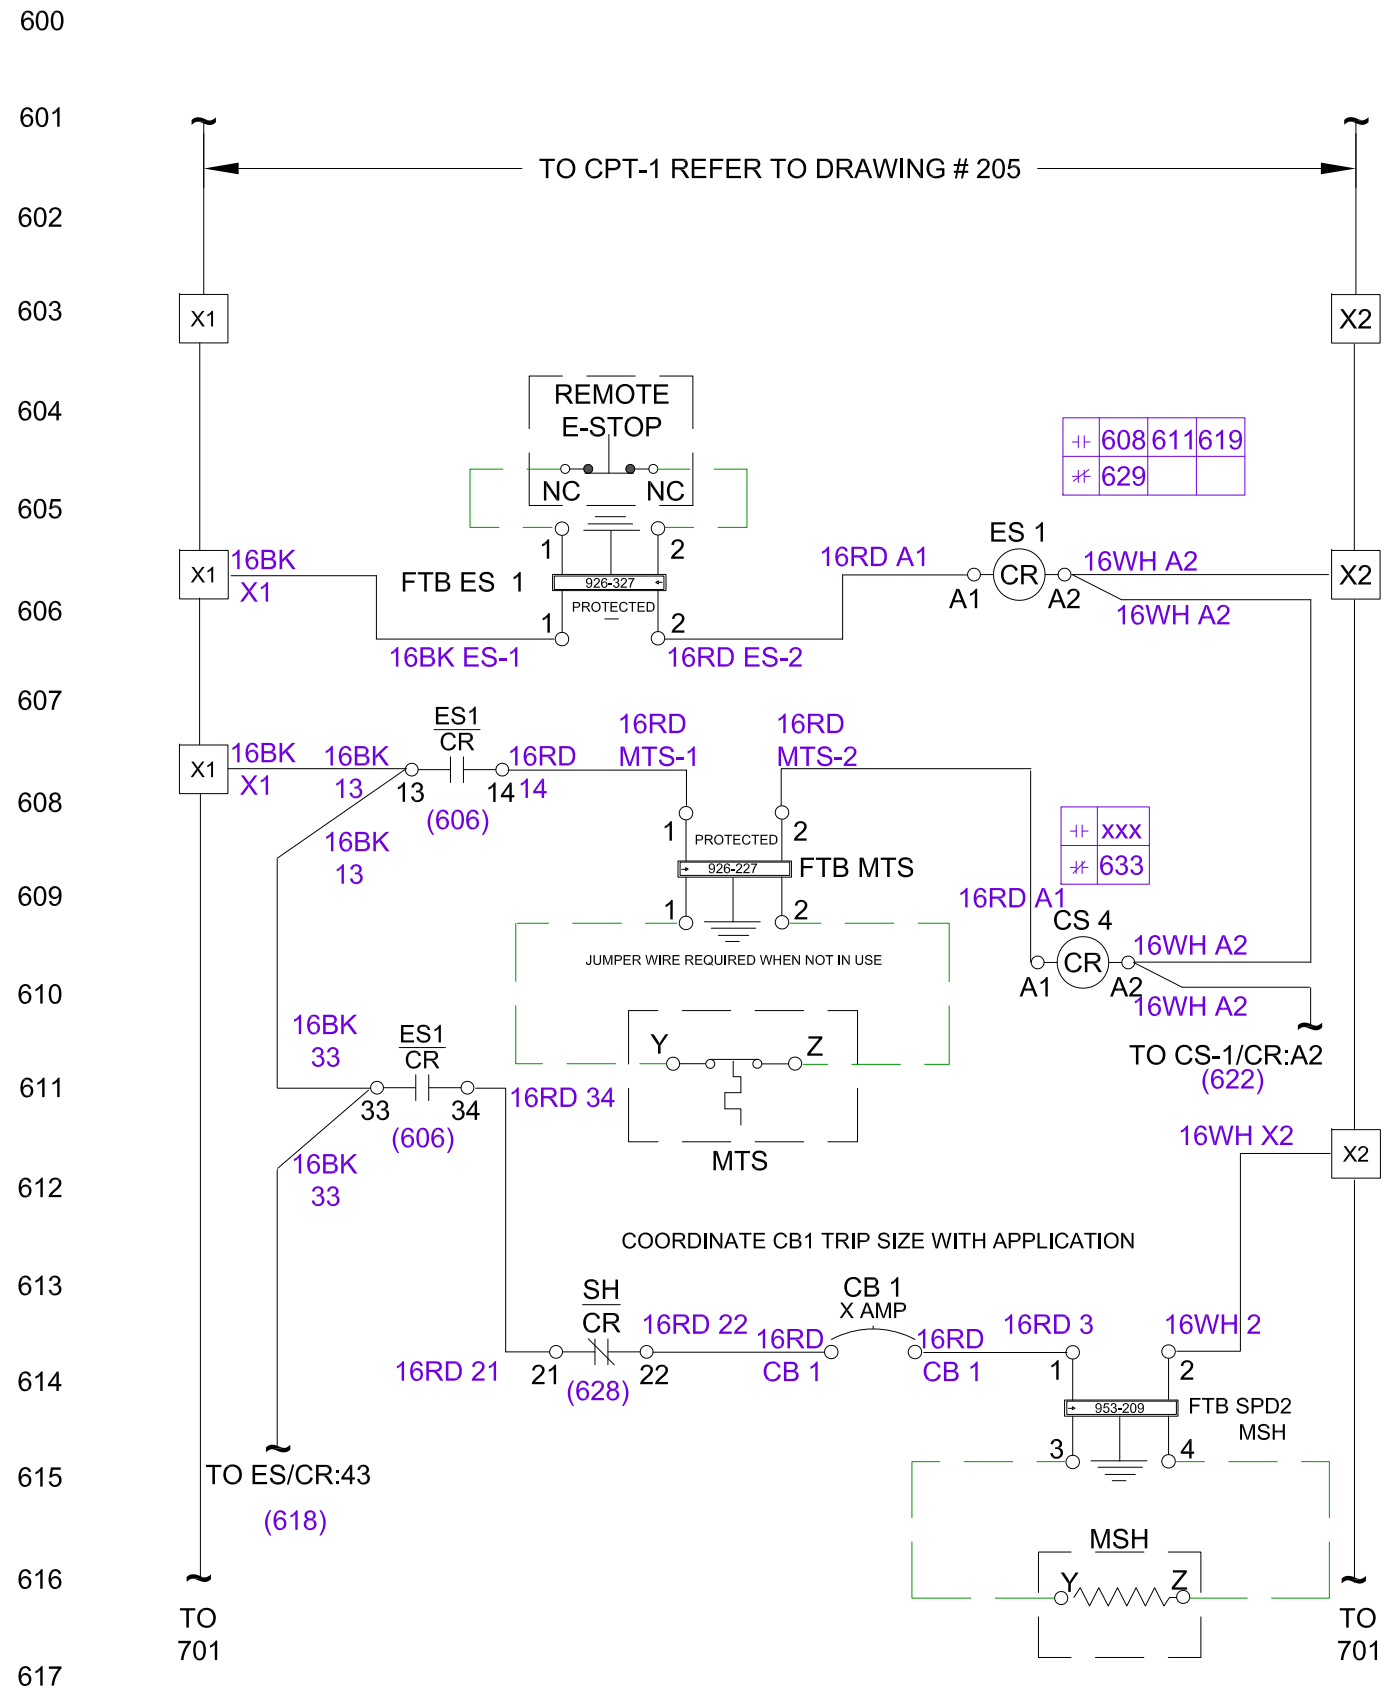 600
601
TO CPT-1 REFER TO DRAWING # 205
602
603
X1
X2
604
REMOTE
E-STOP
NC NC
608 611 619
629
605
1 2
ES 1
16BK
X1
X1
FTB ES 1
926-327
PROTECTED
16RD A1
A1
CR
A2
16WH A2
16WH A2
X2
606
1 2
16BK ES-1
16RD ES-2
607
X1
16BK
X1
16BK
13
13
ES1
CR
14
16RD
14
(606)
16RD
MTS-1
16RD
MTS-2
608
16BK
13
1 2
PROTECTED
926-227
FTB MTS
xxx
633
609
1 2
16RD A1
CS 4
JUMPER WIRE REQUIRED WHEN NOT IN USE
A1
CR
A2
16WH A2
16WH A2
610
TO CS-1/CR:A2
(622)
16BK
33
ES1
CR
Y Z
611
33 34
(606)
16RD 34
MTS
16BK
33
16WH X2
X2
612
COORDINATE CB1 TRIP SIZE WITH APPLICATION
613
SH
CR
CB 1
X AMP
16RD 22
16RD
CB 1
16RD
CB 1
16RD 3
16WH 2
614
16RD 21
21
(628)
22
1 2
953-209
FTB SPD2
MSH
3 4
615
TO ES/CR:43
(618)
MSH
Y Z
616
TO
701
TO
701
617